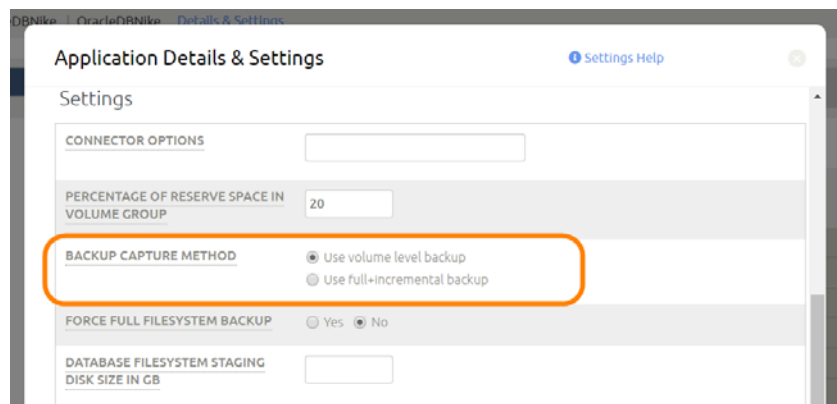 DBNike | OracleDBNike Details & Settings
Application Details & Settings
Settings Help
Settings
CONNECTOR OPTIONS
PERCENTAGE OF RESERVE SPACE IN
VOLUME GROUP
20
BACKUP CAPTURE METHOD
Use volume level backup
Use full+incremental backup
FORCE FULL FILESYSTEM BACKUP
Yes No
DATABASE FILESYSTEM STAGING
DISK SIZE IN GB